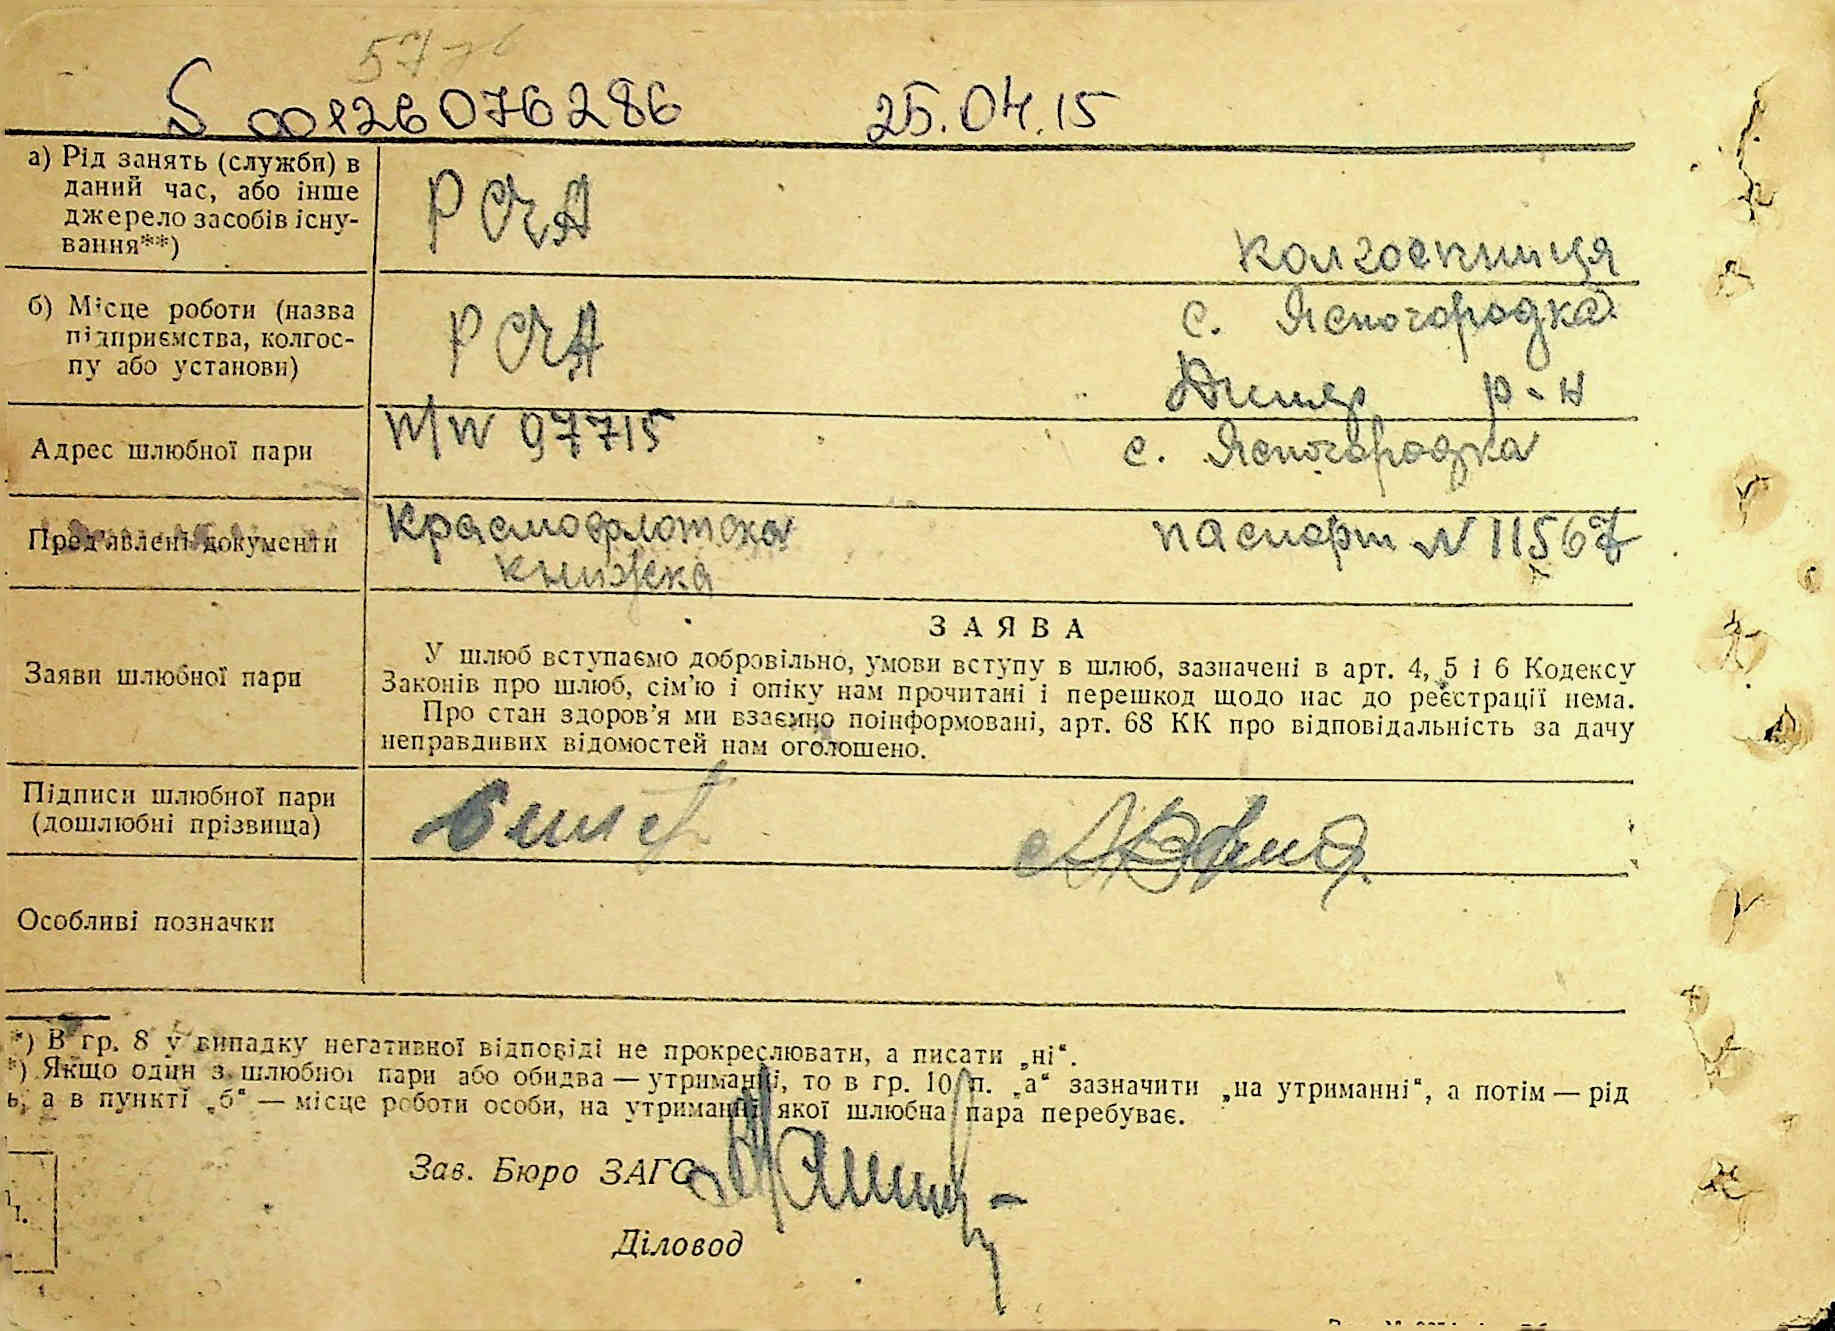 S 00126076286 25.04.15
а) Рід занять (служби) в
даний час, або інше
джерело засобів існу-
вання**)
РСЧА
колгоспниця
б) Місце роботи (назва
підприємства, колгос-
пу або установи)
РСЧА
с. Ясногородка
Димер р-н
Адрес шлюбної пари
п/п 97715
с. Ясногородка
Пред'явлені документи
Краснофлотска
книжка
паспорт N 11567
Заяви шлюбної пари
ЗАЯВА
У шлюб вступаємо добровільно, умови вступу в шлюб, зазначені в арт. 4, 5 і 6 Кодексу
Законів про шлюб, сім'ю і опіку нам прочитані і перешкод щодо нас до реєстрації нема.
Про стан здоров'я ми взаємно поінформовані, арт. 68 КК про відповідальність за дачу
неправдивих відомостей нам оголошено.
Підписи шлюбної пари
(дошлюбні прізвища)
Особливі позначки
*) В гр. 8 у випадку негативної відповіді не прокреслювати, а писати „ні“.
*) Якщо один з шлюбної пари або обидва — утриманці, то в гр. 10 п. „а“ зазначити „на утриманні“, а потім — рід
ь, а в пункті „б“ — місце роботи особи, на утриманні якої шлюбна пара перебуває.
Зав. Бюро ЗАГС
Діловод